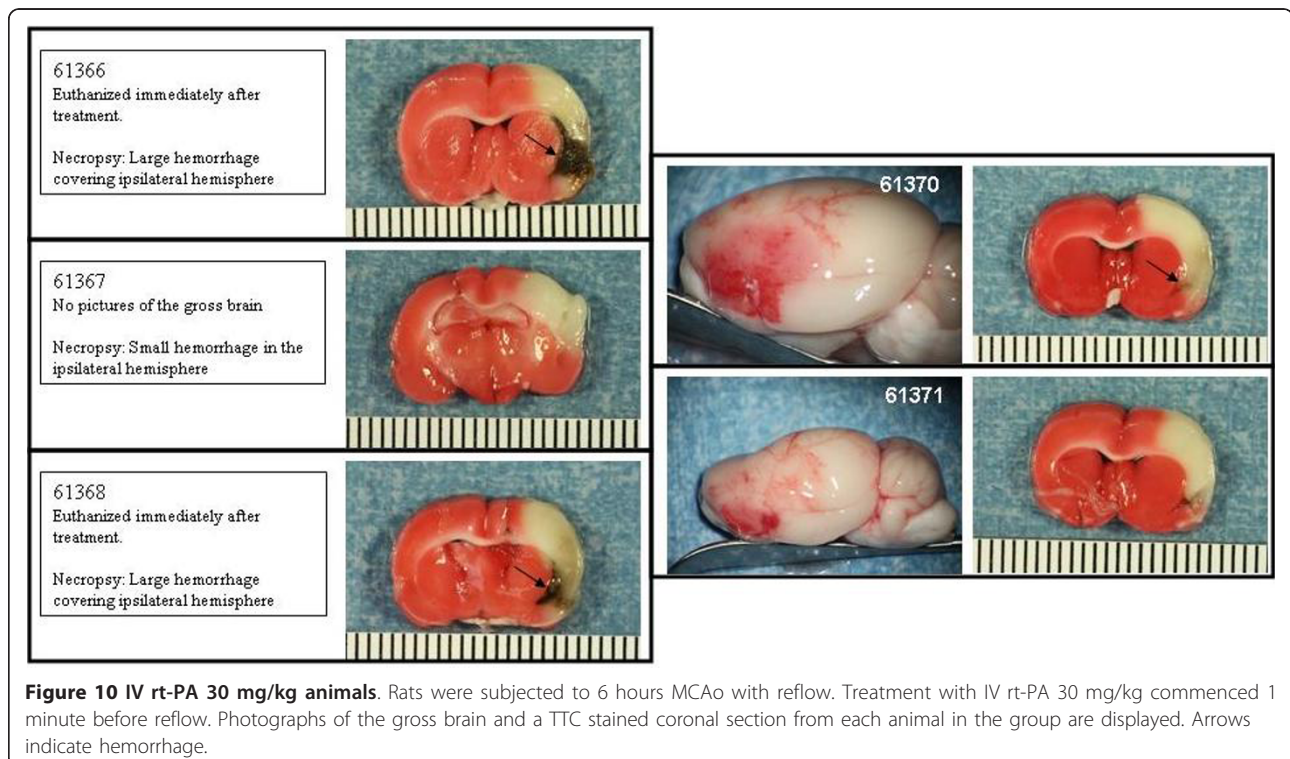 61366
Euthanized immediately after
treatment.
Necropsy: Large hemorrhage
covering ipsilateral hemisphere
61367
No pictures of the gross brain
Necropsy: Small hemorrhage in the
ipsilateral hemisphere
61368
Euthanized immediately after
treatment.
Necropsy: Large hemorrhage
covering ipsilateral hemisphere
61370
61371
Figure 10 IV rt-PA 30 mg/kg animals. Rats were subjected to 6 hours MCAo with reflow. Treatment with IV rt-PA 30 mg/kg commenced 1
minute before reflow. Photographs of the gross brain and a TTC stained coronal section from each animal in the group are displayed. Arrows
indicate hemorrhage.